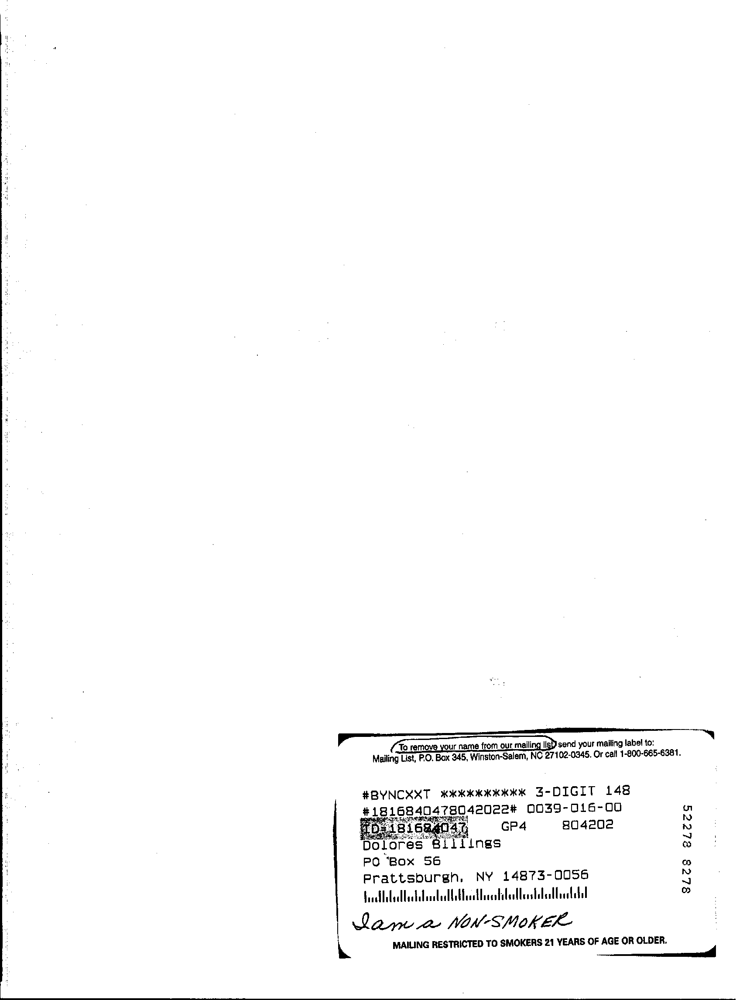 To remove your name from our mailing list, send your mailing label to:
Mailing List, P.O. Box 345, Winston-Salem, NC 27102-0345. Or call 1-800-665-6381.
#BYNCXXT ********** 3-DIGIT 148
#1816840478042022# 0039-016-00
ID=181684047 GP4 804202
Dolores Billings
PO Box 56
Prattsburgh, NY 14873-0056
I am a NON-SMOKER
MAILING RESTRICTED TO SMOKERS 21 YEARS OF AGE OR OLDER.
52278 8278